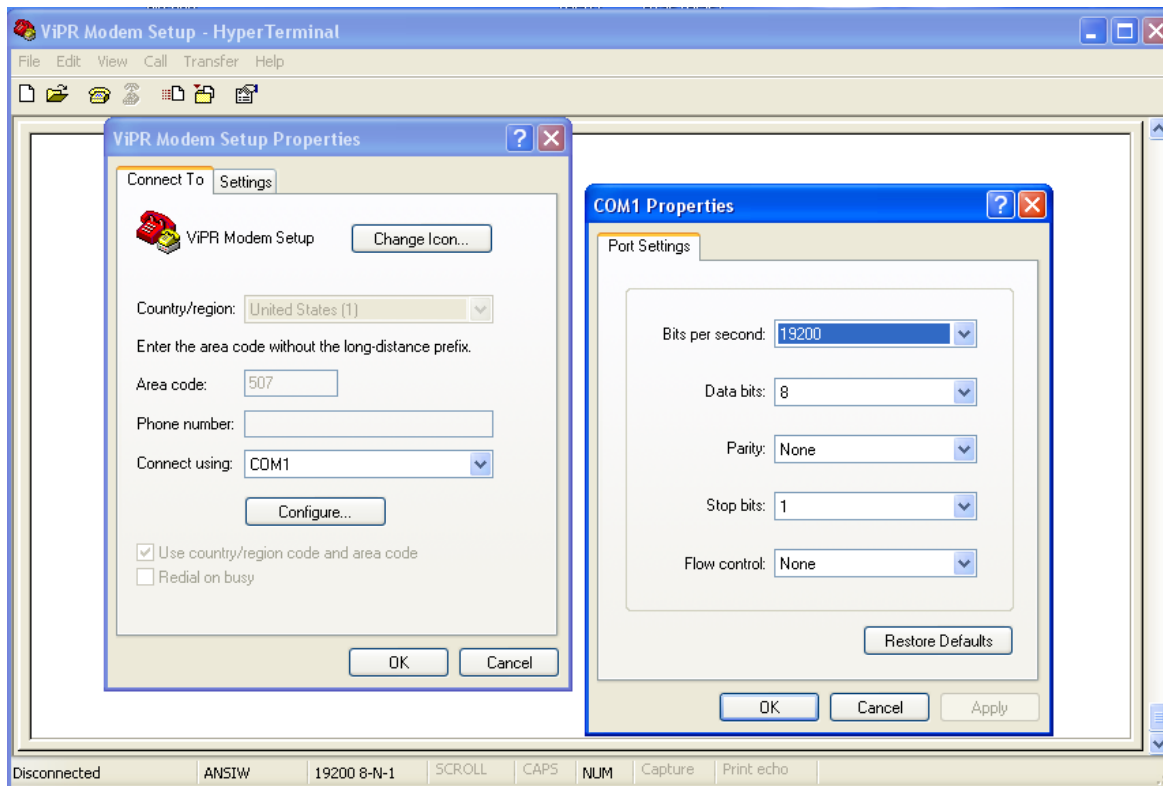 ViPR Modem Setup - HyperTerminal
File Edit View Call Transfer Help
ViPR Modem Setup Properties
Connect To Settings
ViPR Modem Setup Change Icon...
Country/region: United States (1)
Enter the area code without the long-distance prefix.
Area code: 507
Phone number:
Connect using: COM1
Configure...
Use country/region code and area code
Redial on busy
OK Cancel
COM1 Properties
Port Settings
Bits per second: 19200
Data bits: 8
Parity: None
Stop bits: 1
Flow control: None
Restore Defaults
OK Cancel Apply
Disconnected ANSIW 19200 8-N-1 SCROLL CAPS NUM Capture Print echo